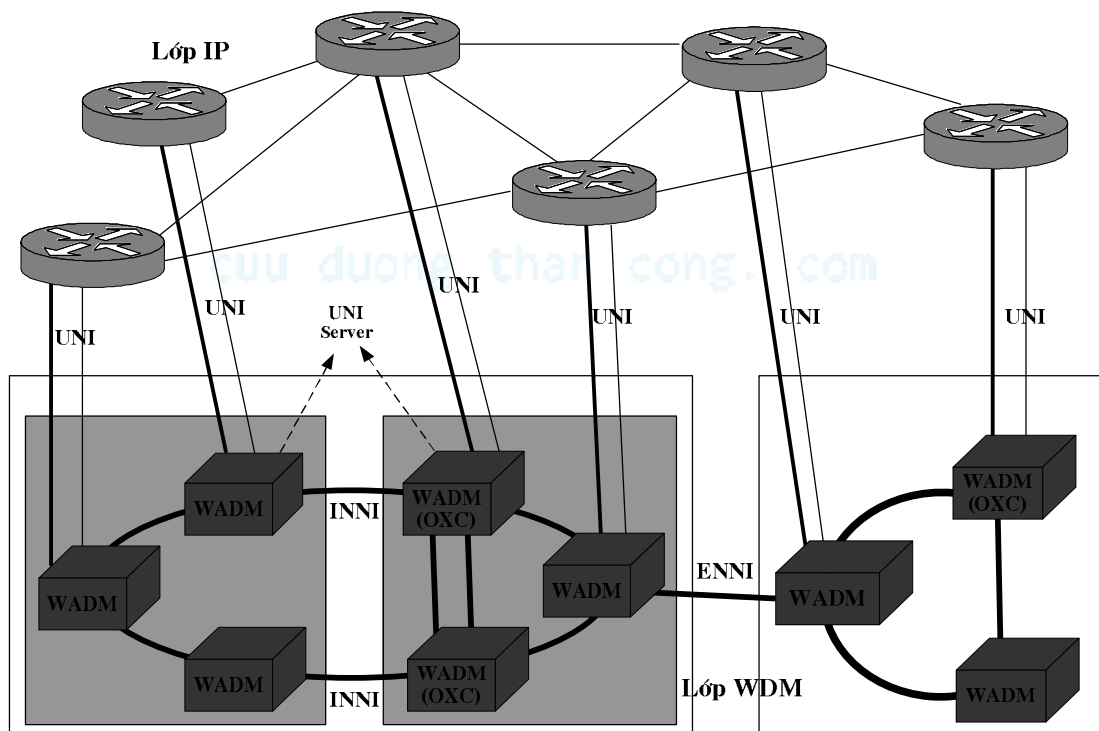 Lớp IP
cuu duong than cong. com
UNI
UNI
UNI
UNI
UNI
UNI
UNI
Server
WADM
WADM
(OXC)
WADM
(OXC)
INNI
WADM
WADM
ENNI
WADM
WADM
WADM
(OXC)
WADM
INNI
Lớp WDM